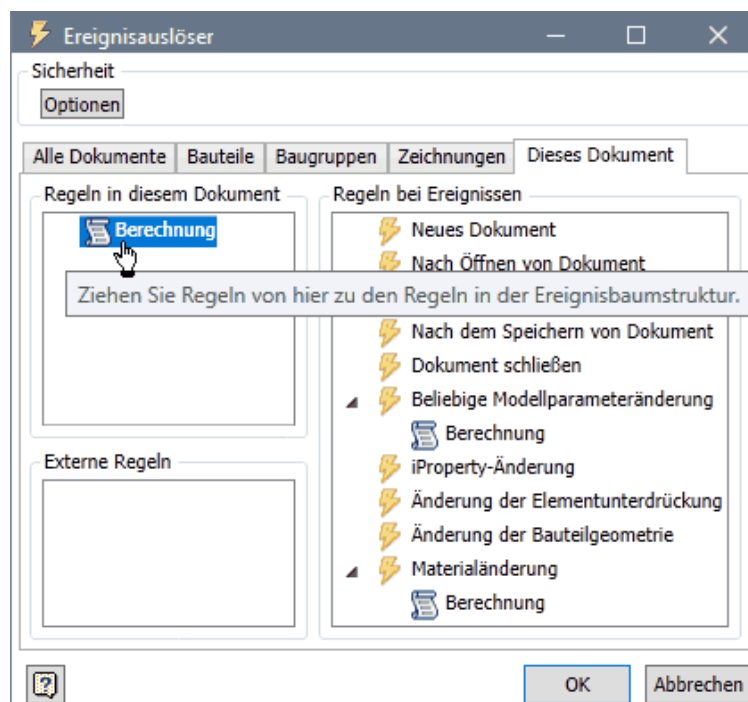 Ereignisauslöser
Sicherheit
Optionen
Alle Dokumente
Bauteile
Baugruppen
Zeichnungen
Dieses Dokument
Regeln in diesem Dokument
Berechnung
Externe Regeln
Regeln bei Ereignissen
Neues Dokument
Nach Öffnen von Dokument
Ziehen Sie Regeln von hier zu den Regeln in der Ereignisbaumstruktur.
Nach dem Speichern von Dokument
Dokument schließen
Beliebige Modellparameteränderung
Berechnung
iProperty-Änderung
Änderung der Elementunterdrückung
Änderung der Bauteilgeometrie
Materialänderung
Berechnung
OK
Abbrechen